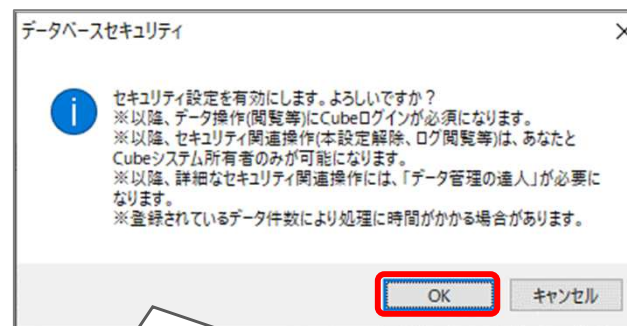 データベースセキュリティ
セキュリティ設定を有効にします。よろしいですか？
※以降、データ操作(閲覧等)にCubeログインが必須になります。
※以降、セキュリティ関連操作(本設定解除、ログ閲覧等)は、あなたと
Cubeシステム所有者のみが可能になります。
※以降、詳細なセキュリティ関連操作には、「データ管理の達人」が必要に
なります。
※登録されているデータ件数により処理に時間がかかる場合があります。
OK キャンセル